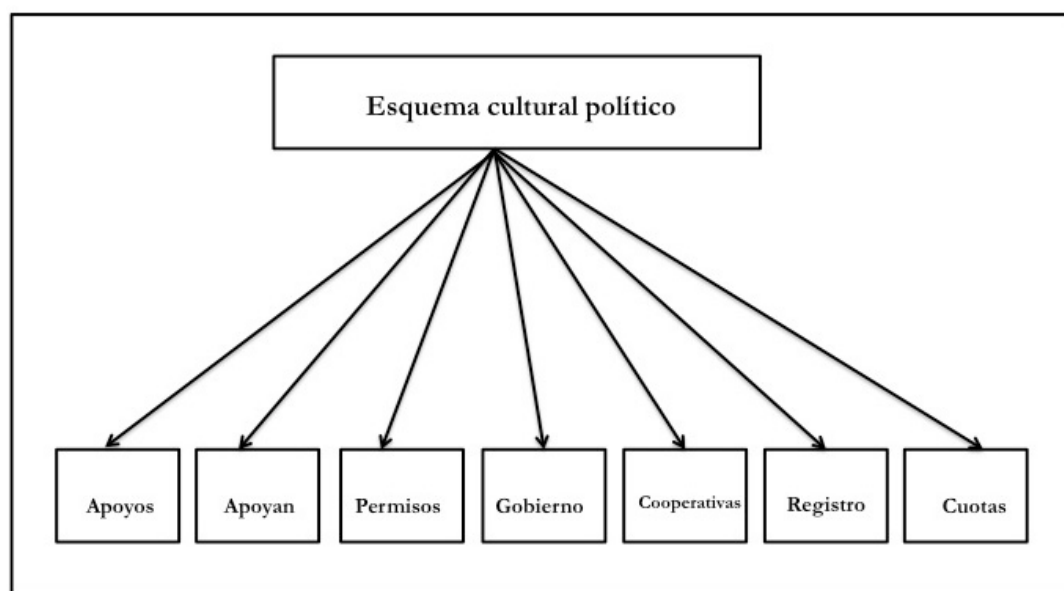 Esquema cultural político
Apoyos
Apoyan
Permisos
Gobierno
Cooperativas
Registro
Cuotas